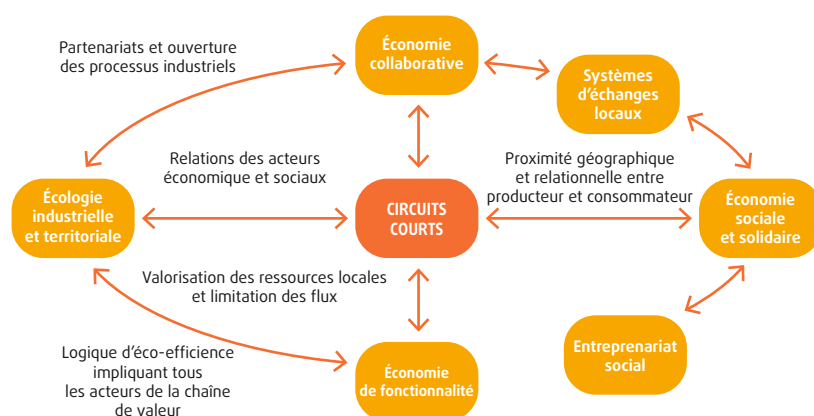 Partenariats et ouverture
des processus industriels
Économie
collaborative
Systèmes
d'échanges
locaux
Relations des acteurs
économique et sociaux
Proximité géographique
et relationnelle entre
producteur et consommateur
Écologie
industrielle
et territoriale
CIRCUITS
COURTS
Économie
sociale
et solidaire
Valorisation des ressources locales
et limitation des flux
Logique d'éco-efficience
impliquant tous
les acteurs de la chaîne
de valeur
Économie
de fonctionnalité
Entreprenariat
social